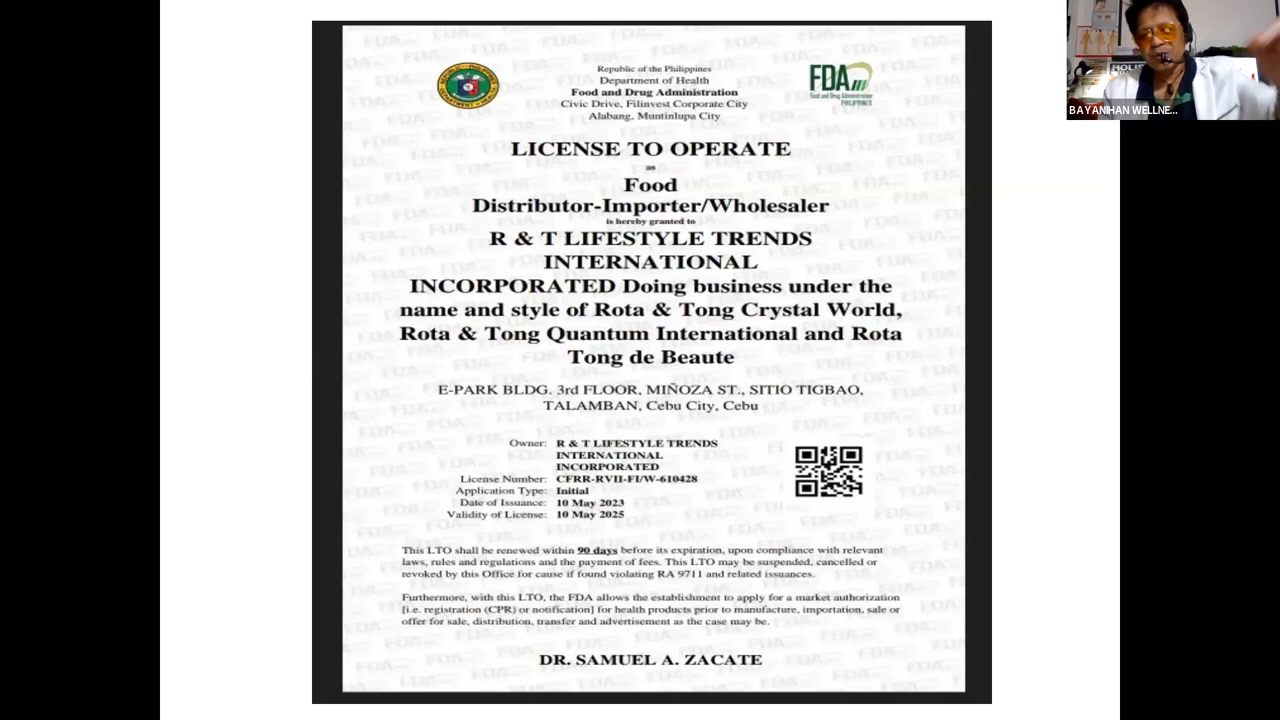 Republic of the Philippines
Department of Health
Food and Drug Administration
Civic Drive, Filinvest Corporate City
Alabang, Muntinlupa City
FDA
Food and Drug Administration
PHILIPPINES
LICENSE TO OPERATE
as
Food
Distributor-Importer/Wholesaler
is hereby granted to
R & T LIFESTYLE TRENDS
INTERNATIONAL
INCORPORATED Doing business under the
name and style of Rota & Tong Crystal World,
Rota & Tong Quantum International and Rota
Tong de Beaute
E-PARK BLDG. 3rd FLOOR, MIÑOZA ST., SITIO TIGBAO,
TALAMBAN, Cebu City, Cebu
Owner: R & T LIFESTYLE TRENDS
INTERNATIONAL
INCORPORATED
License Number: CFRR-RVII-FI/W-610428
Application Type: Initial
Date of Issuance: 10 May 2023
Validity of License: 10 May 2025
This LTO shall be renewed within 90 days before its expiration, upon compliance with relevant
laws, rules and regulations and the payment of fees. This LTO may be suspended, cancelled or
revoked by this Office for cause if found violating RA 9711 and related issuances.
Furthermore, with this LTO, the FDA allows the establishment to apply for a market authorization
[i.e. registration (CPR) or notification] for health products prior to manufacture, importation, sale or
offer for sale, distribution, transfer and advertisement as the case may be.
DR. SAMUEL A. ZACATE
BAYANIHAN WELLNE...